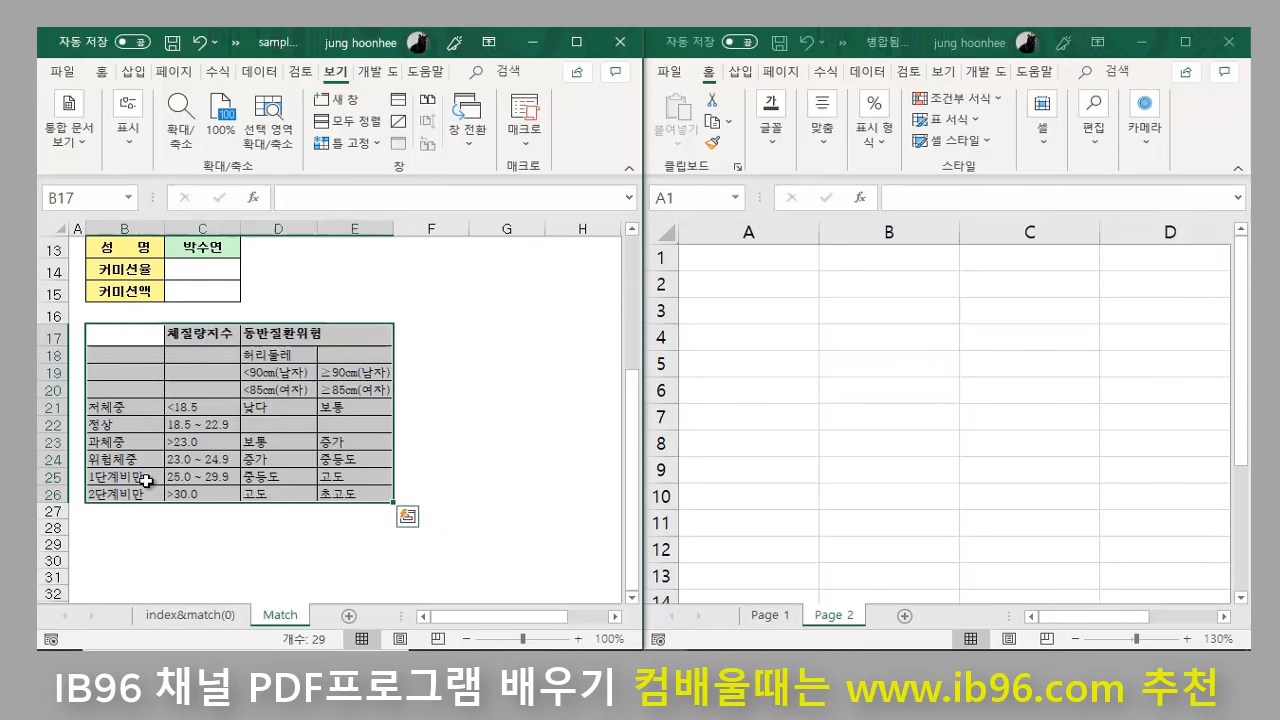 자동 저장 끔 sampl... jung hoonhee
파일 홈 삽입 페이지 수식 데이터 검토 보기 개발 도 도움말 검색
통합 문서 보기 표시 확대/축소 100% 선택 영역 확대/축소 새 창 모두 정렬 틀 고정 창 전환 매크로
확대/축소 창 매크로
B17 fx
A B C D E F G H
13 성 명 박수연
14 커미션율
15 커미션액
16
17 체질량지수 동반질환위험
18 허리둘레
19 <90㎝(남자) ≥90㎝(남자)
20 <85㎝(여자) ≥85㎝(여자)
21 저체중 <18.5 낮다 보통
22 정상 18.5 ~ 22.9
23 과체중 >23.0 보통 증가
24 위험체중 23.0 ~ 24.9 증가 중등도
25 1단계비만 25.0 ~ 29.9 중등도 고도
26 2단계비만 >30.0 고도 초고도
27
28
29
30
31
32
index&match(0) Match
개수: 29 100%
자동 저장 끔 병합됨... jung hoonhee
파일 홈 삽입 페이지 수식 데이터 검토 보기 개발 도 도움말 검색
붙여넣기 글꼴 맞춤 표시 형식 조건부 서식 표 서식 셀 스타일 셀 편집 카메라
클립보드 스타일
A1 fx
A B C D
1
2
3
4
5
6
7
8
9
10
11
12
13
14
Page 1 Page 2
130%
IB96 채널 PDF프로그램 배우기 컴배울때는 www.ib96.com 추천